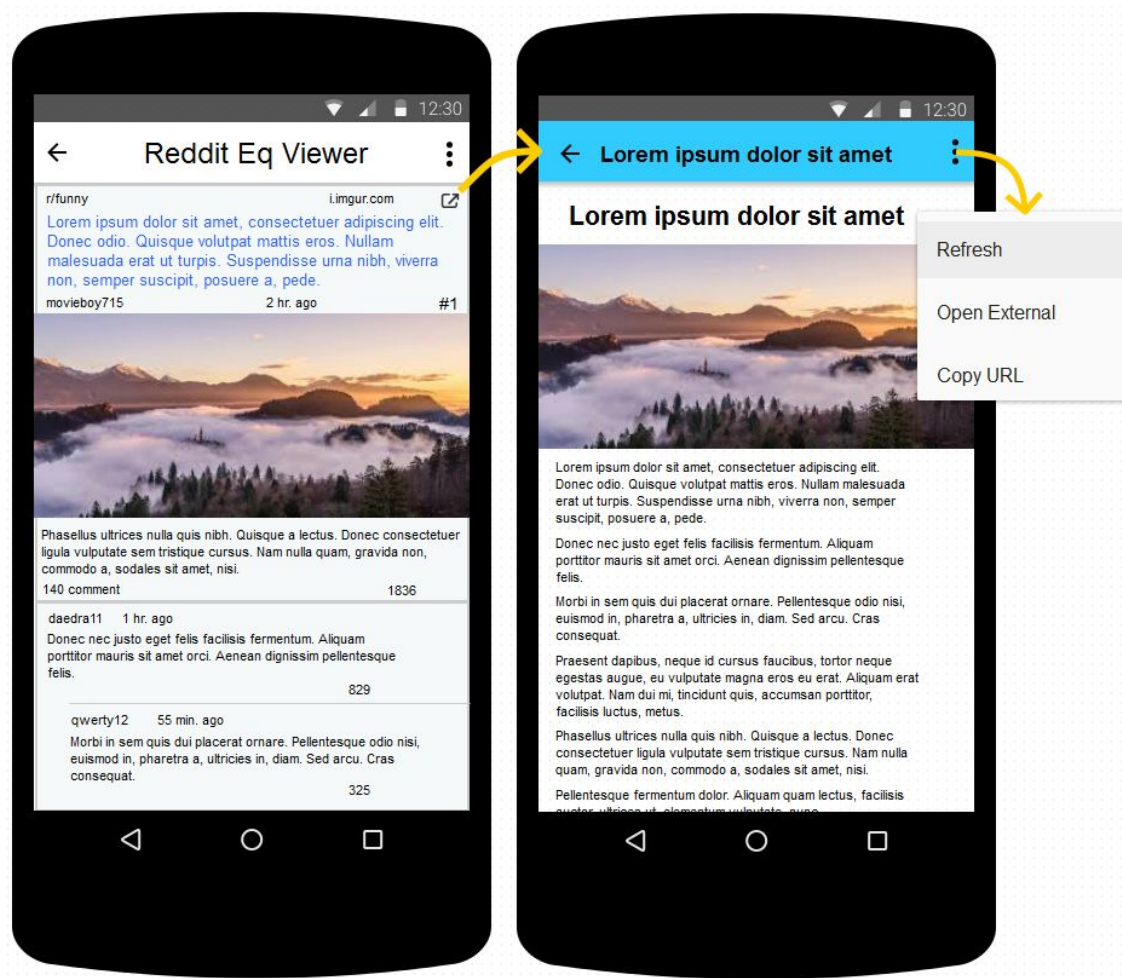 12:30
Reddit Eq Viewer
r/funny i.imgur.com
Lorem ipsum dolor sit amet, consectetuer adipiscing elit.
Donec odio. Quisque volutpat mattis eros. Nullam
malesuada erat ut turpis. Suspendisse urna nibh, viverra
non, semper suscipit, posuere a, pede.
movieboy715 2 hr. ago #1
Phasellus ultrices nulla quis nibh. Quisque a lectus. Donec consectetuer
ligula vulputate sem tristique cursus. Nam nulla quam, gravida non,
commodo a, sodales sit amet, nisi.
140 comment 1836
daedra11 1 hr. ago
Donec nec justo eget felis facilisis fermentum. Aliquam
porttitor mauris sit amet orci. Aenean dignissim pellentesque
felis.
829
qwerty12 55 min. ago
Morbi in sem quis dui placerat ornare. Pellentesque odio nisi,
euismod in, pharetra a, ultricies in, diam. Sed arcu. Cras
consequat.
325
12:30
Lorem ipsum dolor sit amet
Lorem ipsum dolor sit amet
Refresh
Open External
Copy URL
Lorem ipsum dolor sit amet, consectetuer adipiscing elit.
Donec odio. Quisque volutpat mattis eros. Nullam malesuada
erat ut turpis. Suspendisse urna nibh, viverra non, semper
suscipit, posuere a, pede.
Donec nec justo eget felis facilisis fermentum. Aliquam
porttitor mauris sit amet orci. Aenean dignissim pellentesque
felis.
Morbi in sem quis dui placerat ornare. Pellentesque odio nisi,
euismod in, pharetra a, ultricies in, diam. Sed arcu. Cras
consequat.
Praesent dapibus, neque id cursus faucibus, tortor neque
egestas augue, eu vulputate magna eros eu erat. Aliquam erat
volutpat. Nam dui mi, tincidunt quis, accumsan porttitor,
facilisis luctus, metus.
Phasellus ultrices nulla quis nibh. Quisque a lectus. Donec
consectetuer ligula vulputate sem tristique cursus. Nam nulla
quam, gravida non, commodo a, sodales sit amet, nisi.
Pellentesque fermentum dolor. Aliquam quam lectus, facilisis